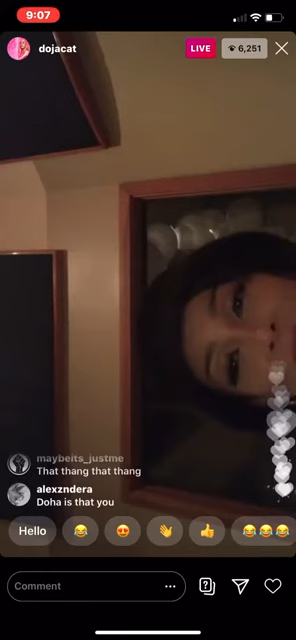 9:07
dojacat
LIVE
6,251
maybeits_justme
That thang that thang
alexzndera
Doha is that you
Hello
Comment